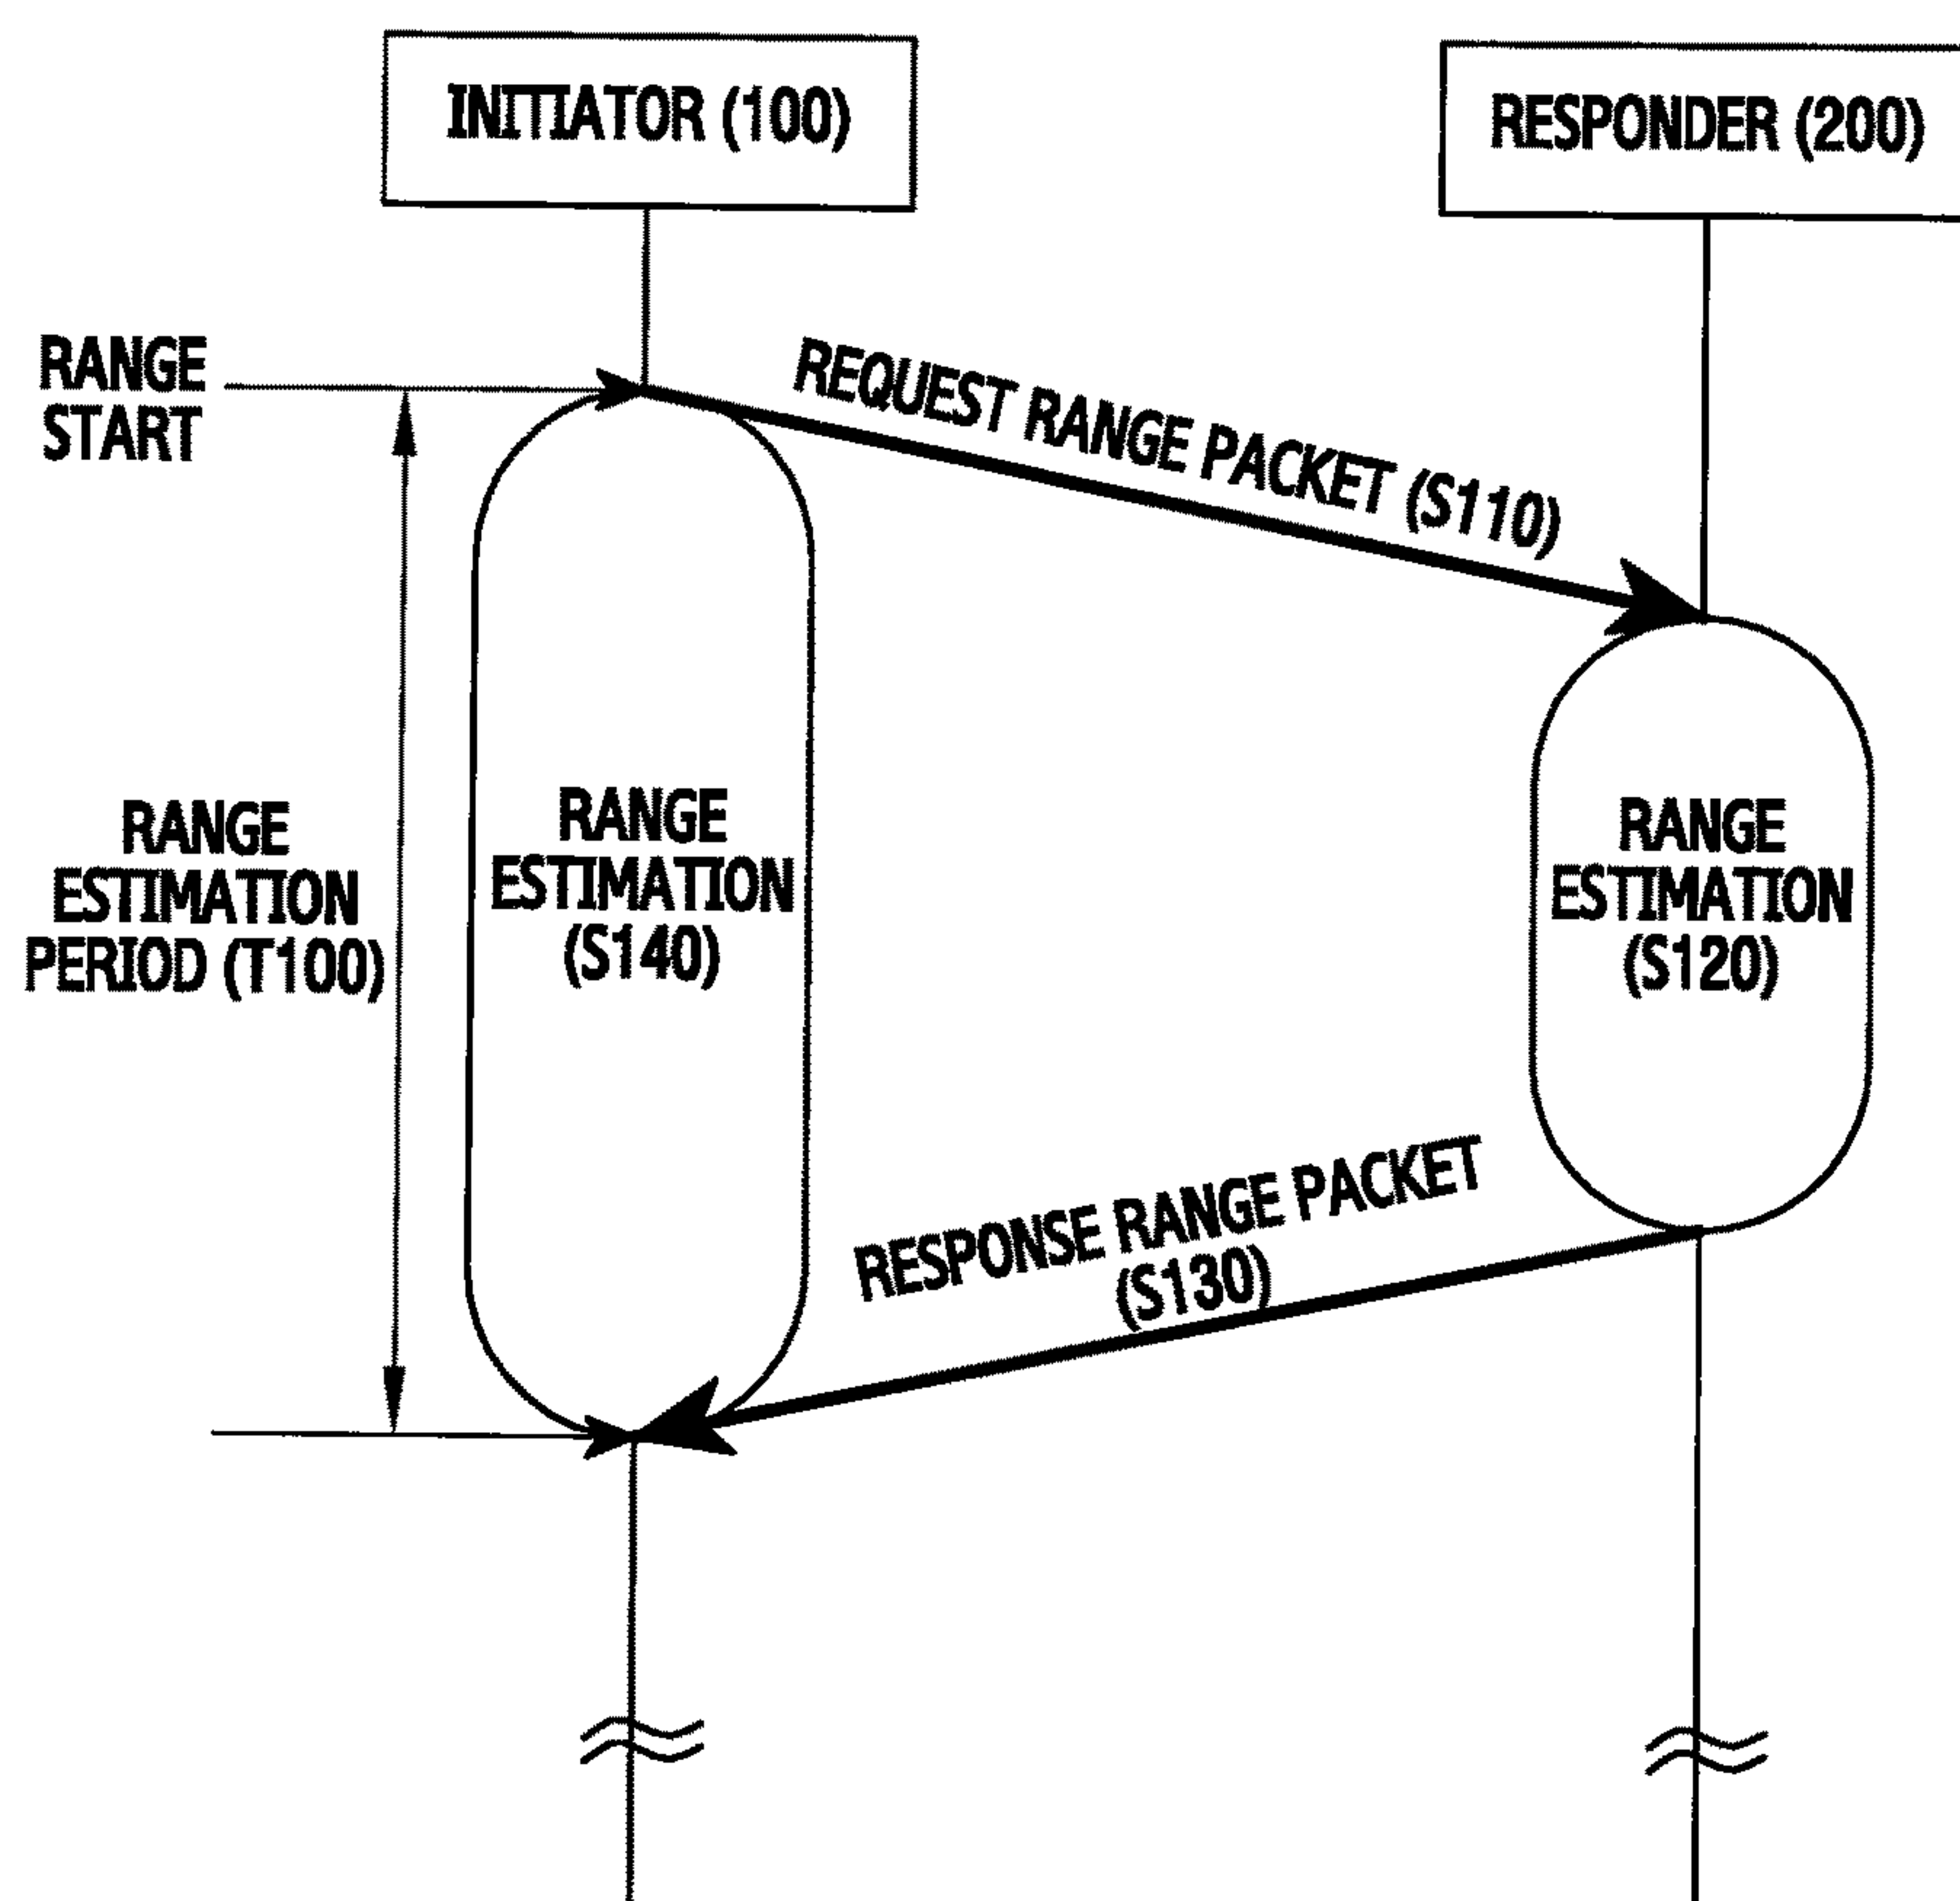 INITIATOR (100)
RESPONDER (200)
RANGE
START
REQUEST RANGE PACKET (S110)
RANGE
ESTIMATION
PERIOD (T100)
RANGE
ESTIMATION
(S140)
RANGE
ESTIMATION
(S120)
RESPONSE RANGE PACKET
(S130)